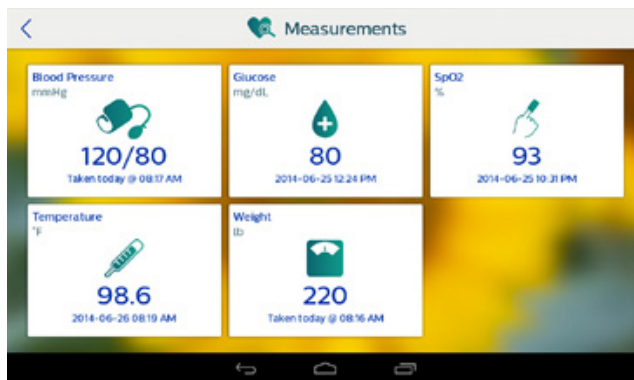 Measurements
Blood Pressure
mmHg
120/80
Taken today @ 08:17 AM
Glucose
mg/dL
80
2014-06-25 12:24 PM
SpO2
%
93
2014-06-25 10:31 PM
Temperature
°F
98.6
2014-06-26 08:19 AM
Weight
lb
220
Taken today @ 08:16 AM